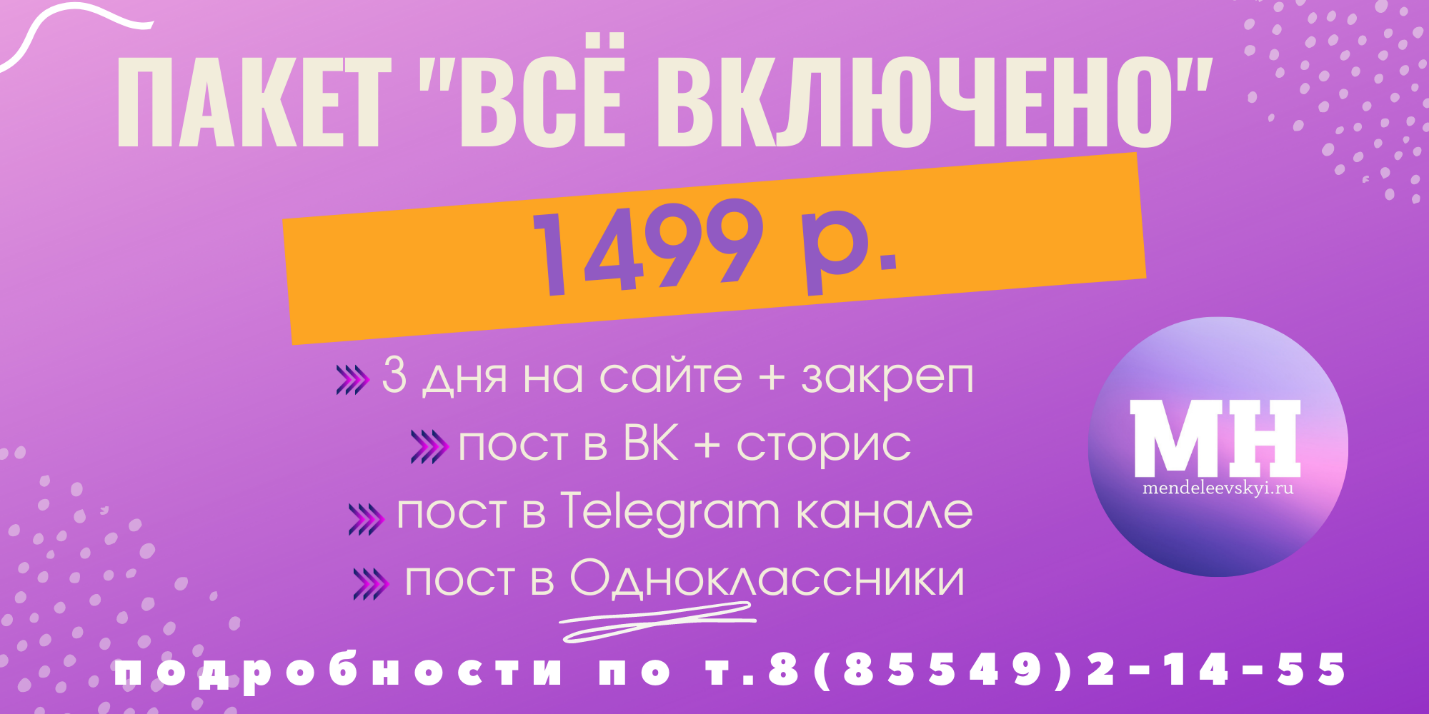 ПАКЕТ "ВСЁ ВКЛЮЧЕНО"
1499 р.
3 дня на сайте + закреп
пост в ВК + сторис
пост в Telegram канале
пост в Одноклассники
МН
mendeleevskyi.ru
подробности по т.8(85549)2-14-55